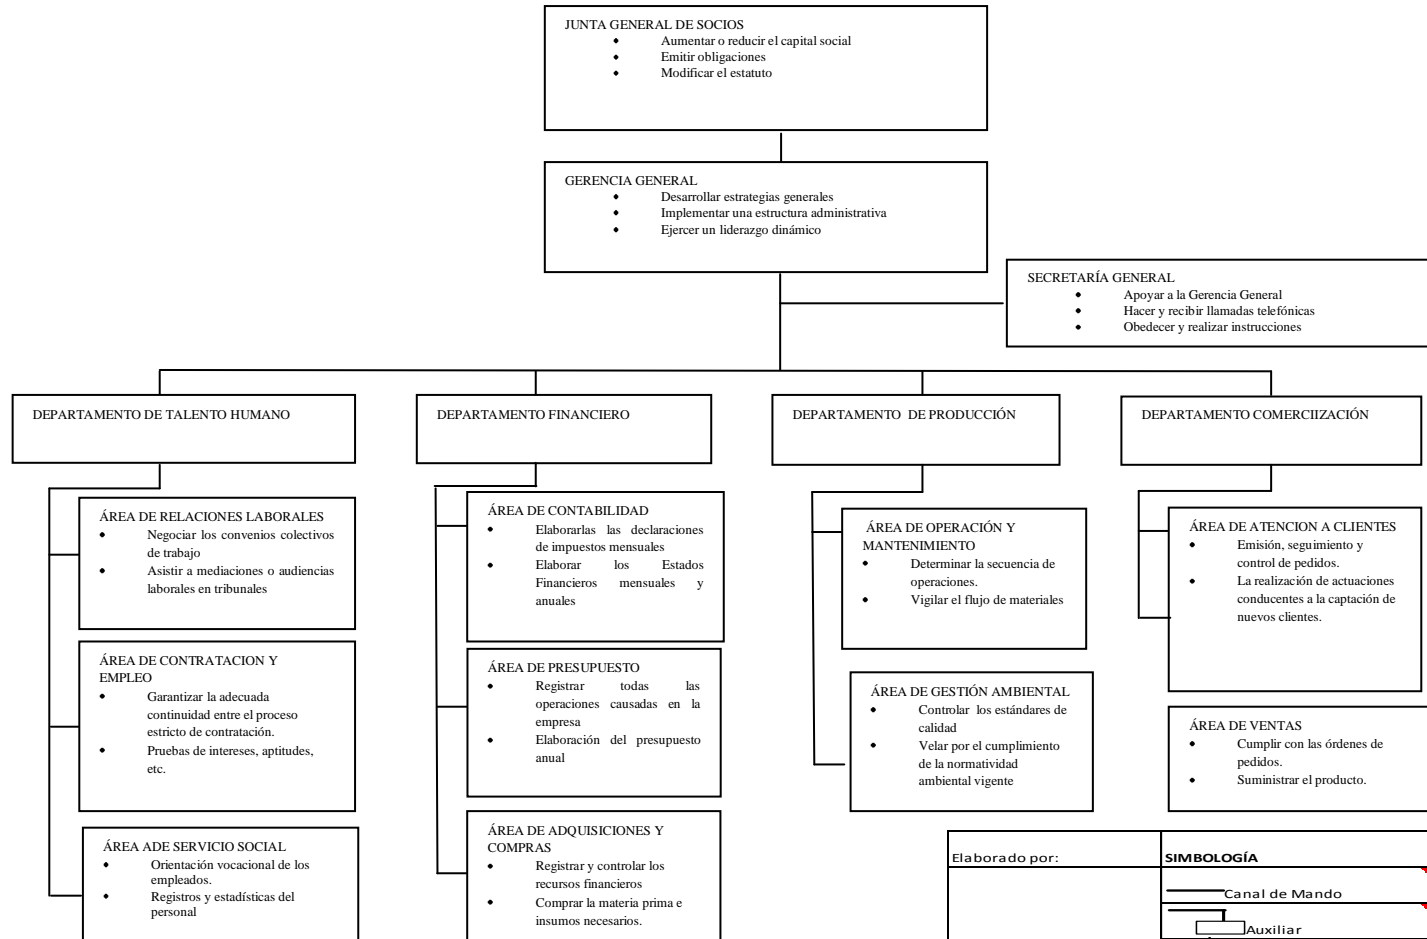 JUNTA GENERAL DE SOCIOS
• Aumentar o reducir el capital social
• Emitir obligaciones
• Modificar el estatuto
GERENCIA GENERAL
• Desarrollar estrategias generales
• Implementar una estructura administrativa
• Ejercer un liderazgo dinámico
SECRETARÍA GENERAL
• Apoyar a la Gerencia General
• Hacer y recibir llamadas telefónicas
• Obedecer y realizar instrucciones
DEPARTAMENTO DE TALENTO HUMANO
ÁREA DE RELACIONES LABORALES
• Negociar los convenios colectivos
de trabajo
• Asistir a mediaciones o audiencias
laborales en tribunales
ÁREA DE CONTRATACION Y
EMPLEO
• Garantizar la adecuada
continuidad entre el proceso
estricto de contratación.
• Pruebas de intereses, aptitudes,
etc.
ÁREA ADE SERVICIO SOCIAL
• Orientación vocacional de los
empleados.
• Registros y estadísticas del
personal
DEPARTAMENTO FINANCIERO
ÁREA DE CONTABILIDAD
• Elaborarlas las declaraciones
de impuestos mensuales
• Elaborar los Estados
Financieros mensuales y
anuales
ÁREA DE PRESUPUESTO
• Registrar todas las
operaciones causadas en la
empresa
• Elaboración del presupuesto
anual
ÁREA DE ADQUISICIONES Y
COMPRAS
• Registrar y controlar los
recursos financieros
• Comprar la materia prima e
insumos necesarios.
DEPARTAMENTO DE PRODUCCIÓN
ÁREA DE OPERACIÓN Y
MANTENIMIENTO
• Determinar la secuencia de
operaciones.
• Vigilar el flujo de materiales
ÁREA DE GESTIÓN AMBIENTAL
• Controlar los estándares de
calidad
• Velar por el cumplimiento
de la normatividad
ambiental vigente
DEPARTAMENTO COMERCIIZACIÓN
ÁREA DE ATENCION A CLIENTES
• Emisión, seguimiento y
control de pedidos.
• La realización de actuaciones
conducentes a la captación de
nuevos clientes.
ÁREA DE VENTAS
• Cumplir con las órdenes de
pedidos.
• Suministrar el producto.
Elaborado por:
SIMBOLOGÍA
Canal de Mando
Auxiliar